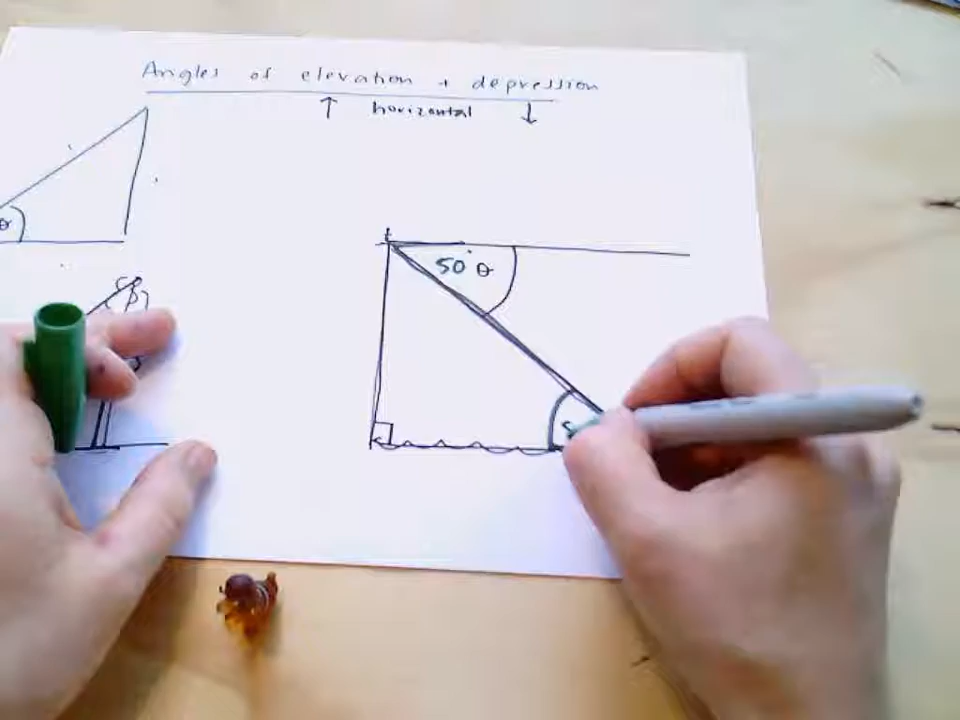 Angles of elevation + depression
↑ horizontal ↓
θ
50° θ